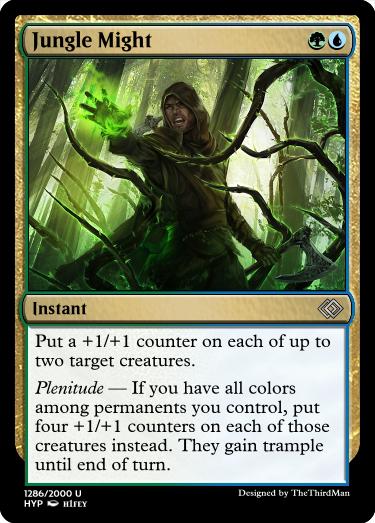 Jungle Might
Instant
Put a +1/+1 counter on each of up to
two target creatures.
Plenitude — If you have all colors
among permanents you control, put
four +1/+1 counters on each of those
creatures instead. They gain trample
until end of turn.
1286/2000 U
HYP H1FEY
Designed by TheThirdMan